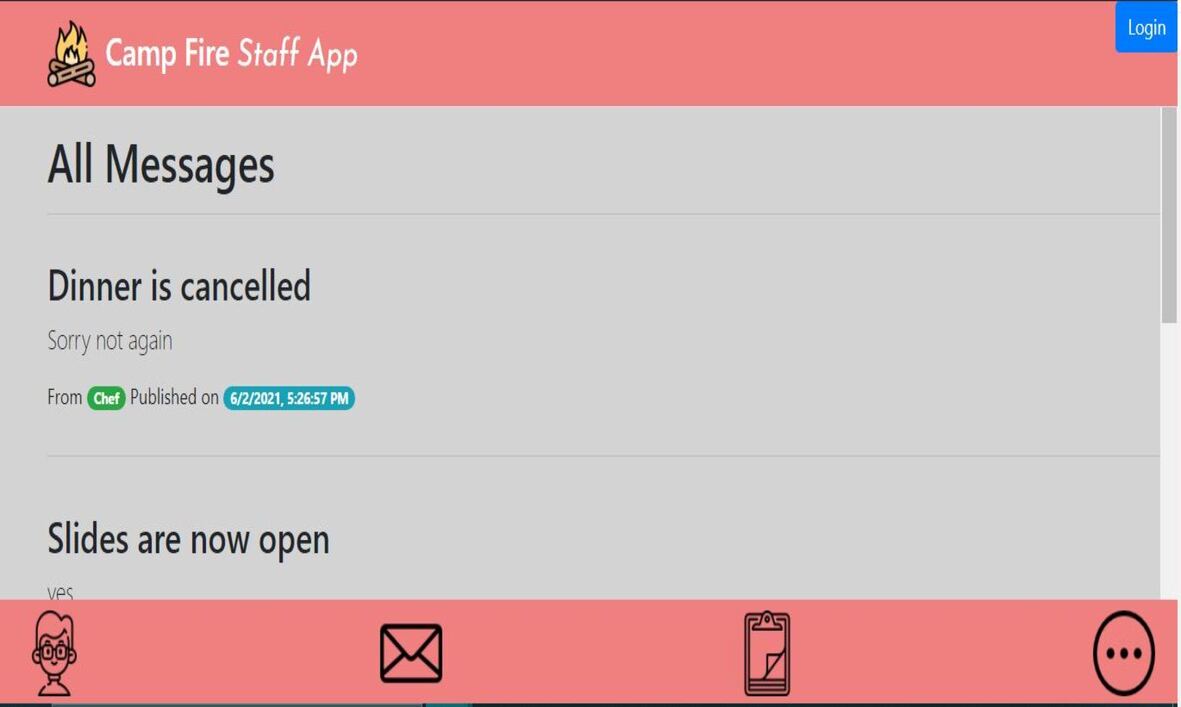 Login
Camp Fire Staff App
All Messages
Dinner is cancelled
Sorry not again
From Chef Published on 6/2/2021, 5:26:57 PM
Slides are now open
yes